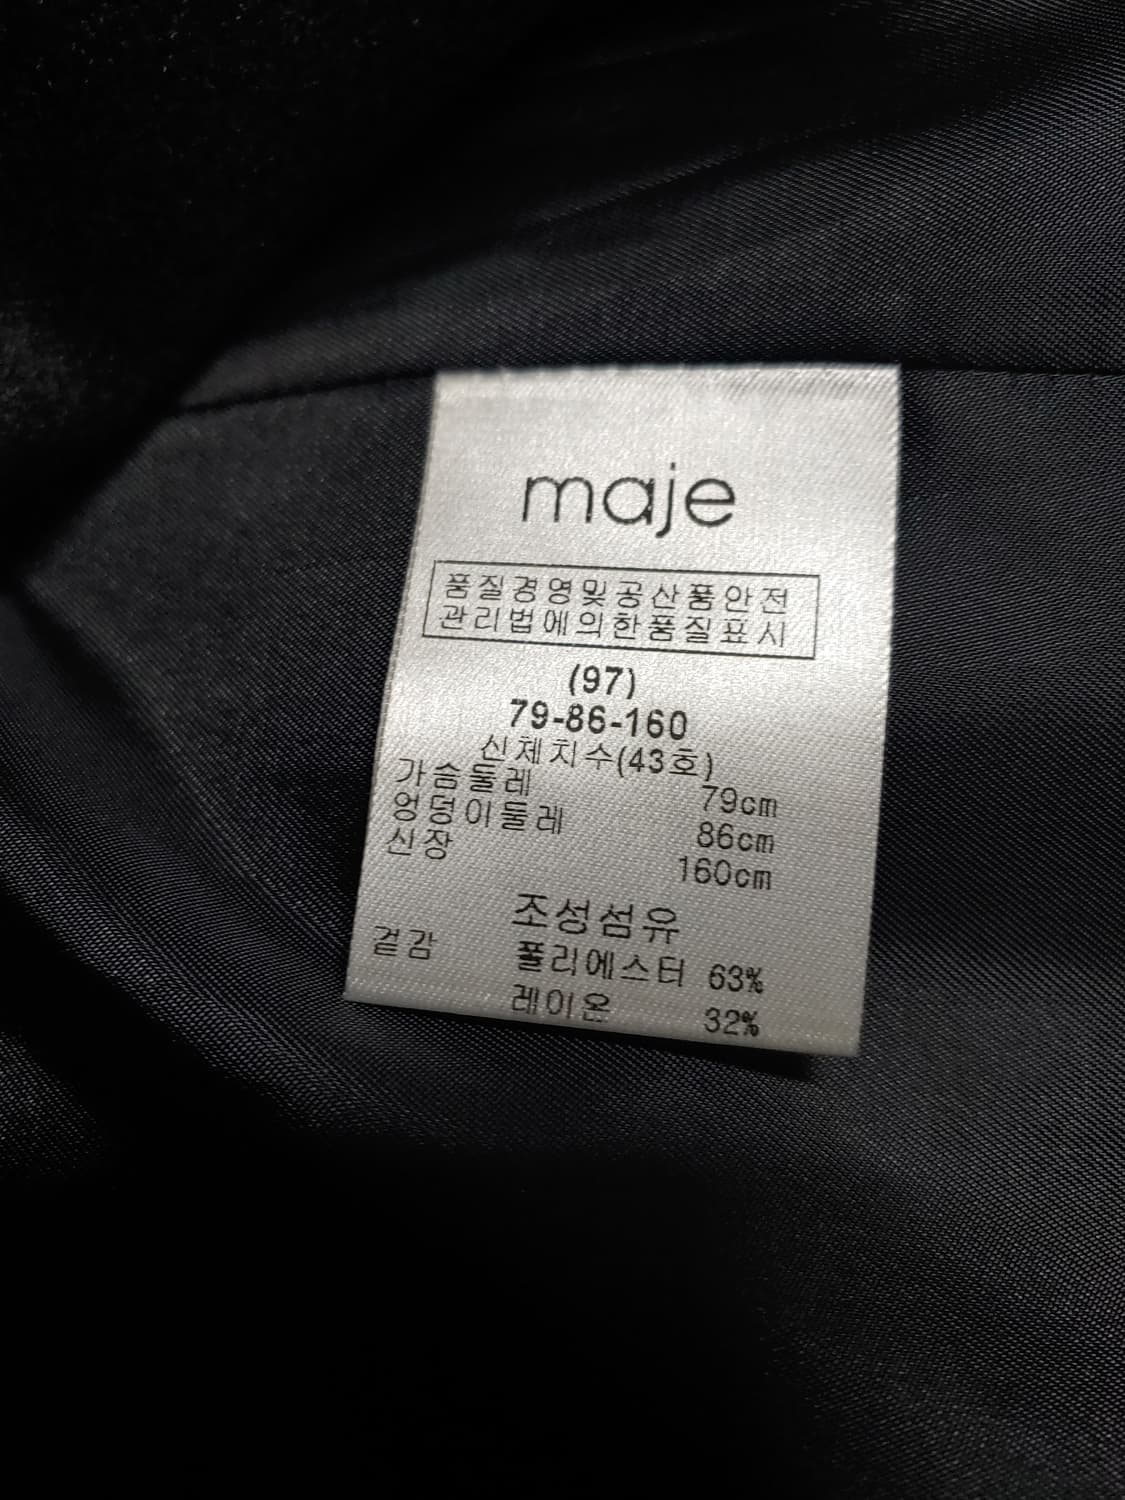 maje
품질경영및공산품안전
관리법에의한품질표시
(97)
79-86-160
신체치수(43호)
가슴둘레 79cm
엉덩이둘레 86cm
신장 160cm
조성섬유
겉감 폴리에스터 63%
레이온 32%